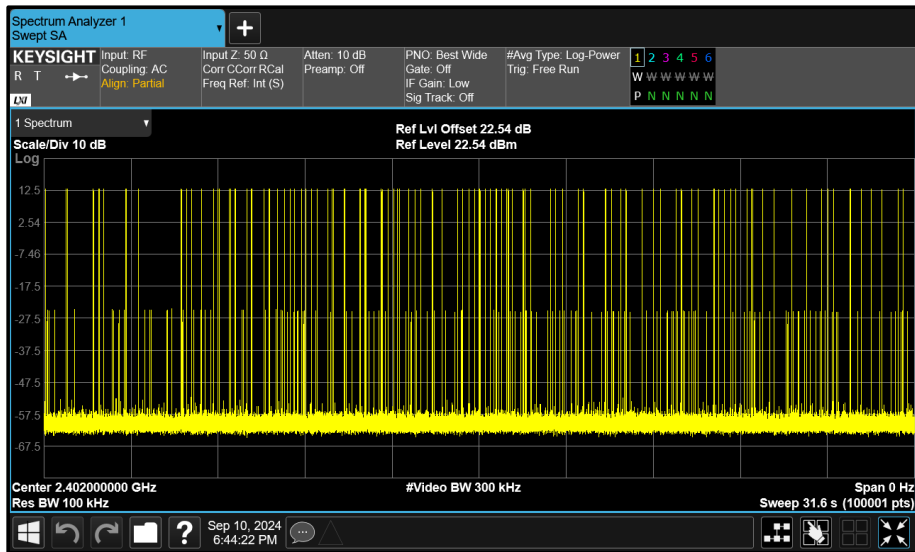 Spectrum Analyzer 1
Swept SA
+
KEYSIGHT
R T
LXI
Input: RF
Coupling: AC
Align: Partial
Input Z: 50 Ω
Corr CCorr RCal
Freq Ref: Int (S)
Atten: 10 dB
Preamp: Off
PNO: Best Wide
Gate: Off
IF Gain: Low
Sig Track: Off
#Avg Type: Log-Power
Trig: Free Run
1 2 3 4 5 6
W W W W W W
P N N N N N
1 Spectrum
Scale/Div 10 dB
Ref Lvl Offset 22.54 dB
Ref Level 22.54 dBm
Log
12.5
2.54
-7.46
-17.5
-27.5
-37.5
-47.5
-57.5
-67.5
Center 2.402000000 GHz
#Video BW 300 kHz
Span 0 Hz
Res BW 100 kHz
Sweep 31.6 s (100001 pts)
?
Sep 10, 2024
6:44:22 PM